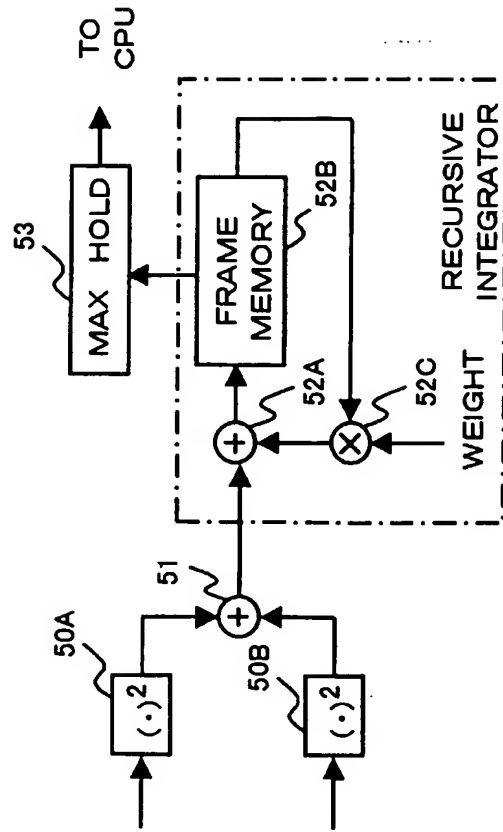 50A
(·)²
50B
(·)²
51
+
52A
+
52B
FRAME
MEMORY
52C
×
WEIGHT
RECURSIVE
INTEGRATOR
53
MAX HOLD
TO
CPU